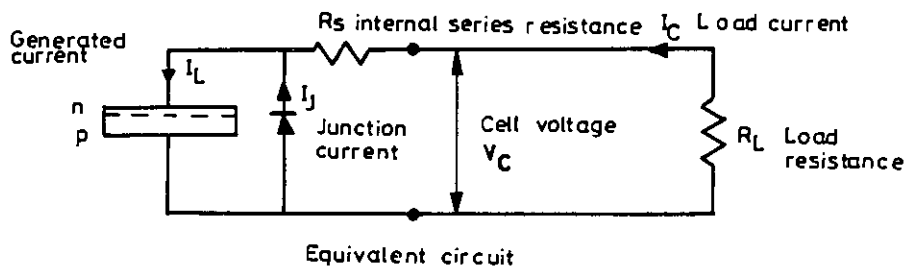 Rs internal series resistance
I_C Load current
Generated
current
I_L
n
p
I_J
Junction
current
Cell voltage
V_C
R_L Load
resistance
Equivalent circuit